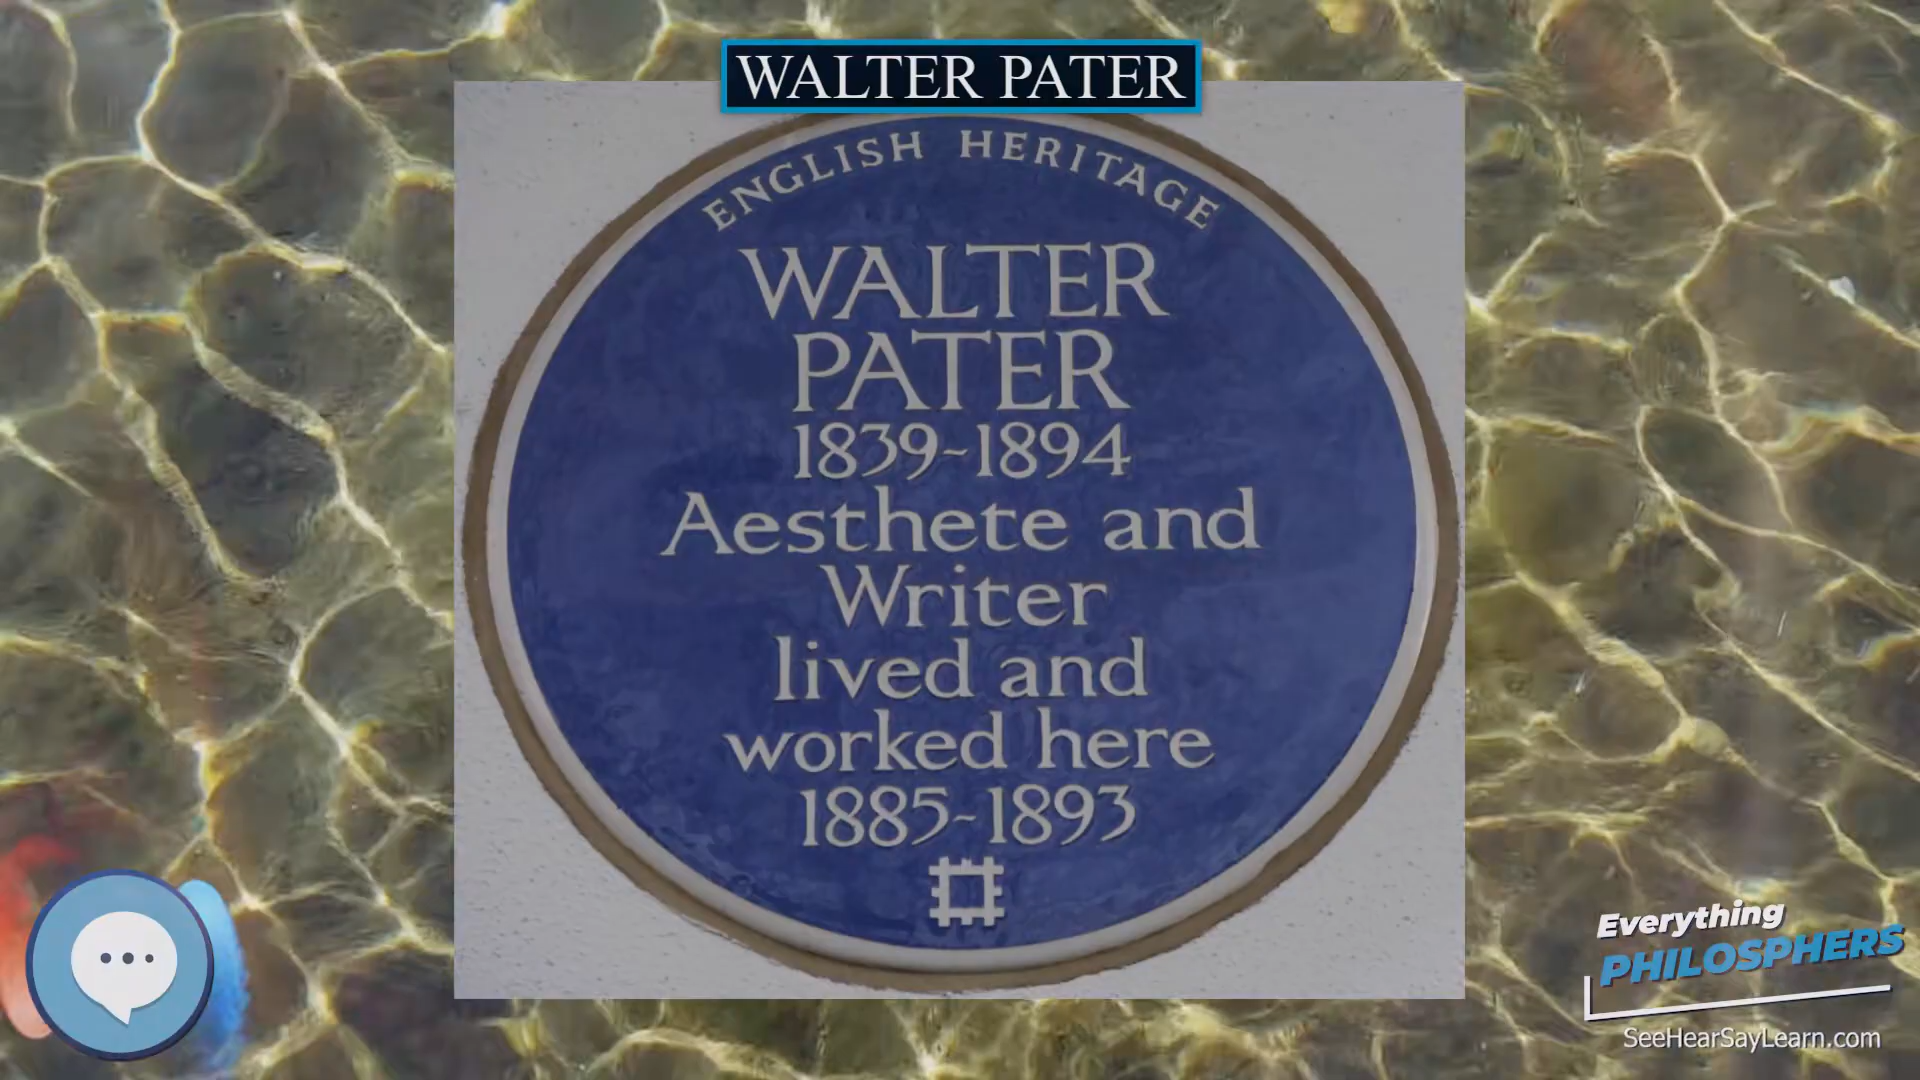 WALTER PATER
ENGLISH HERITAGE
WALTER
PATER
1839-1894
Aesthete and
Writer
lived and
worked here
1885-1893
Everything
PHILOSPHERS
SeeHearSayLearn.com